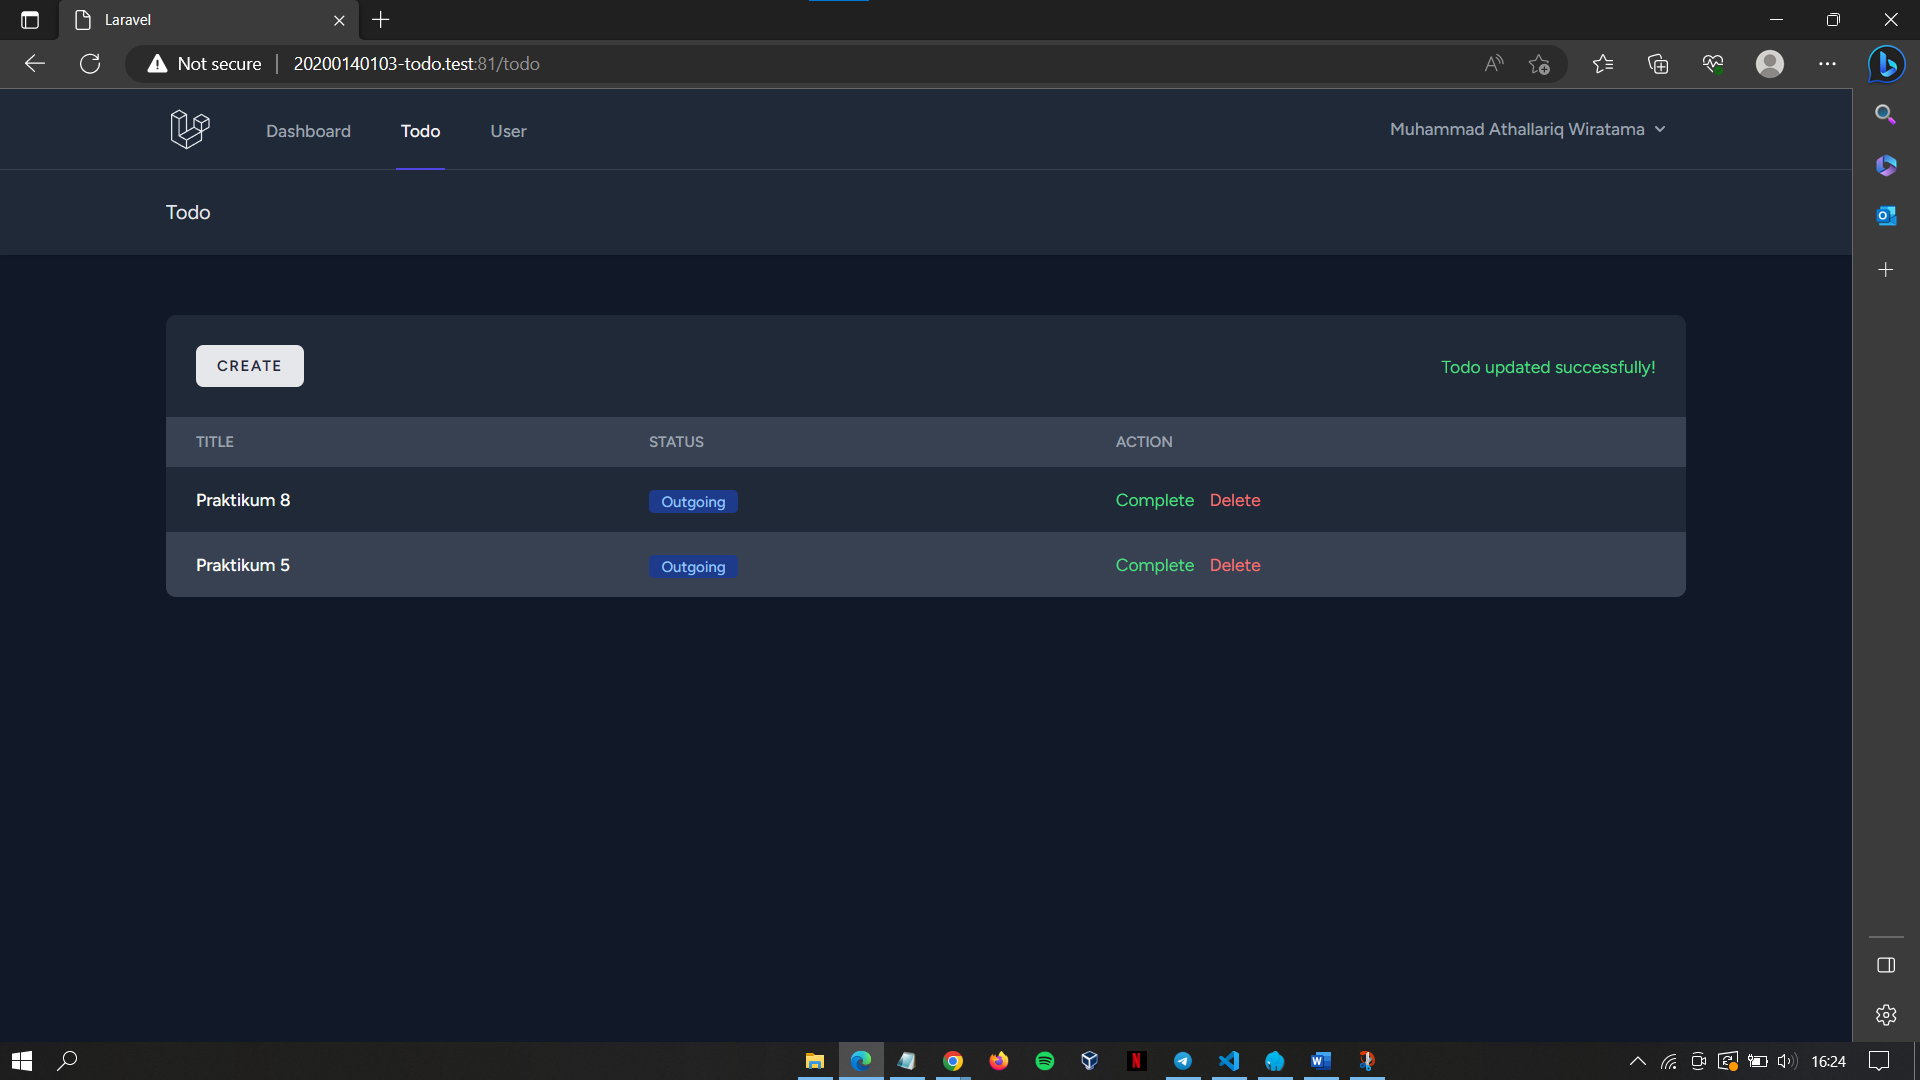 Laravel
Not secure 20200140103-todo.test:81/todo
Dashboard Todo User Muhammad Athallariq Wiratama
Todo
CREATE Todo updated successfully!
TITLE STATUS ACTION
Praktikum 8 Outgoing Complete Delete
Praktikum 5 Outgoing Complete Delete
16:24